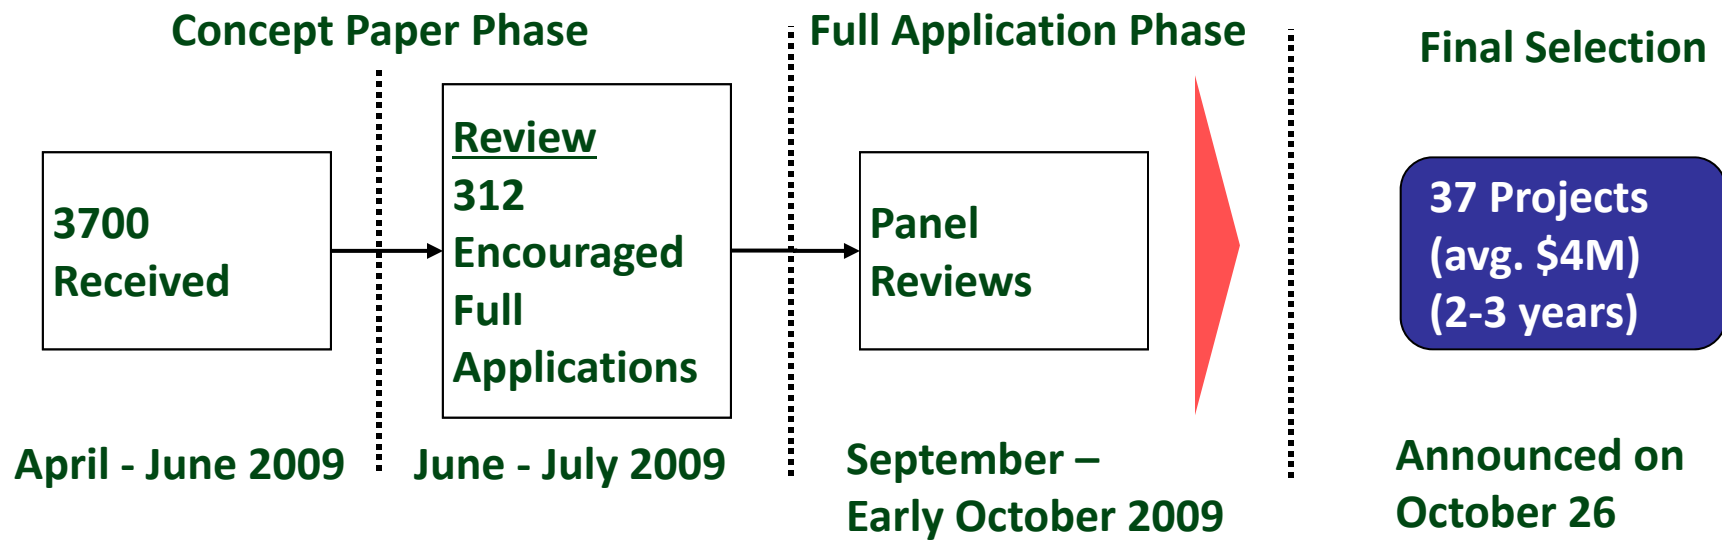 Concept Paper Phase
Full Application Phase
Final Selection
3700
Received
Review
312
Encouraged
Full
Applications
Panel
Reviews
37 Projects
(avg. $4M)
(2-3 years)
April - June 2009
June - July 2009
September –
Early October 2009
Announced on
October 26